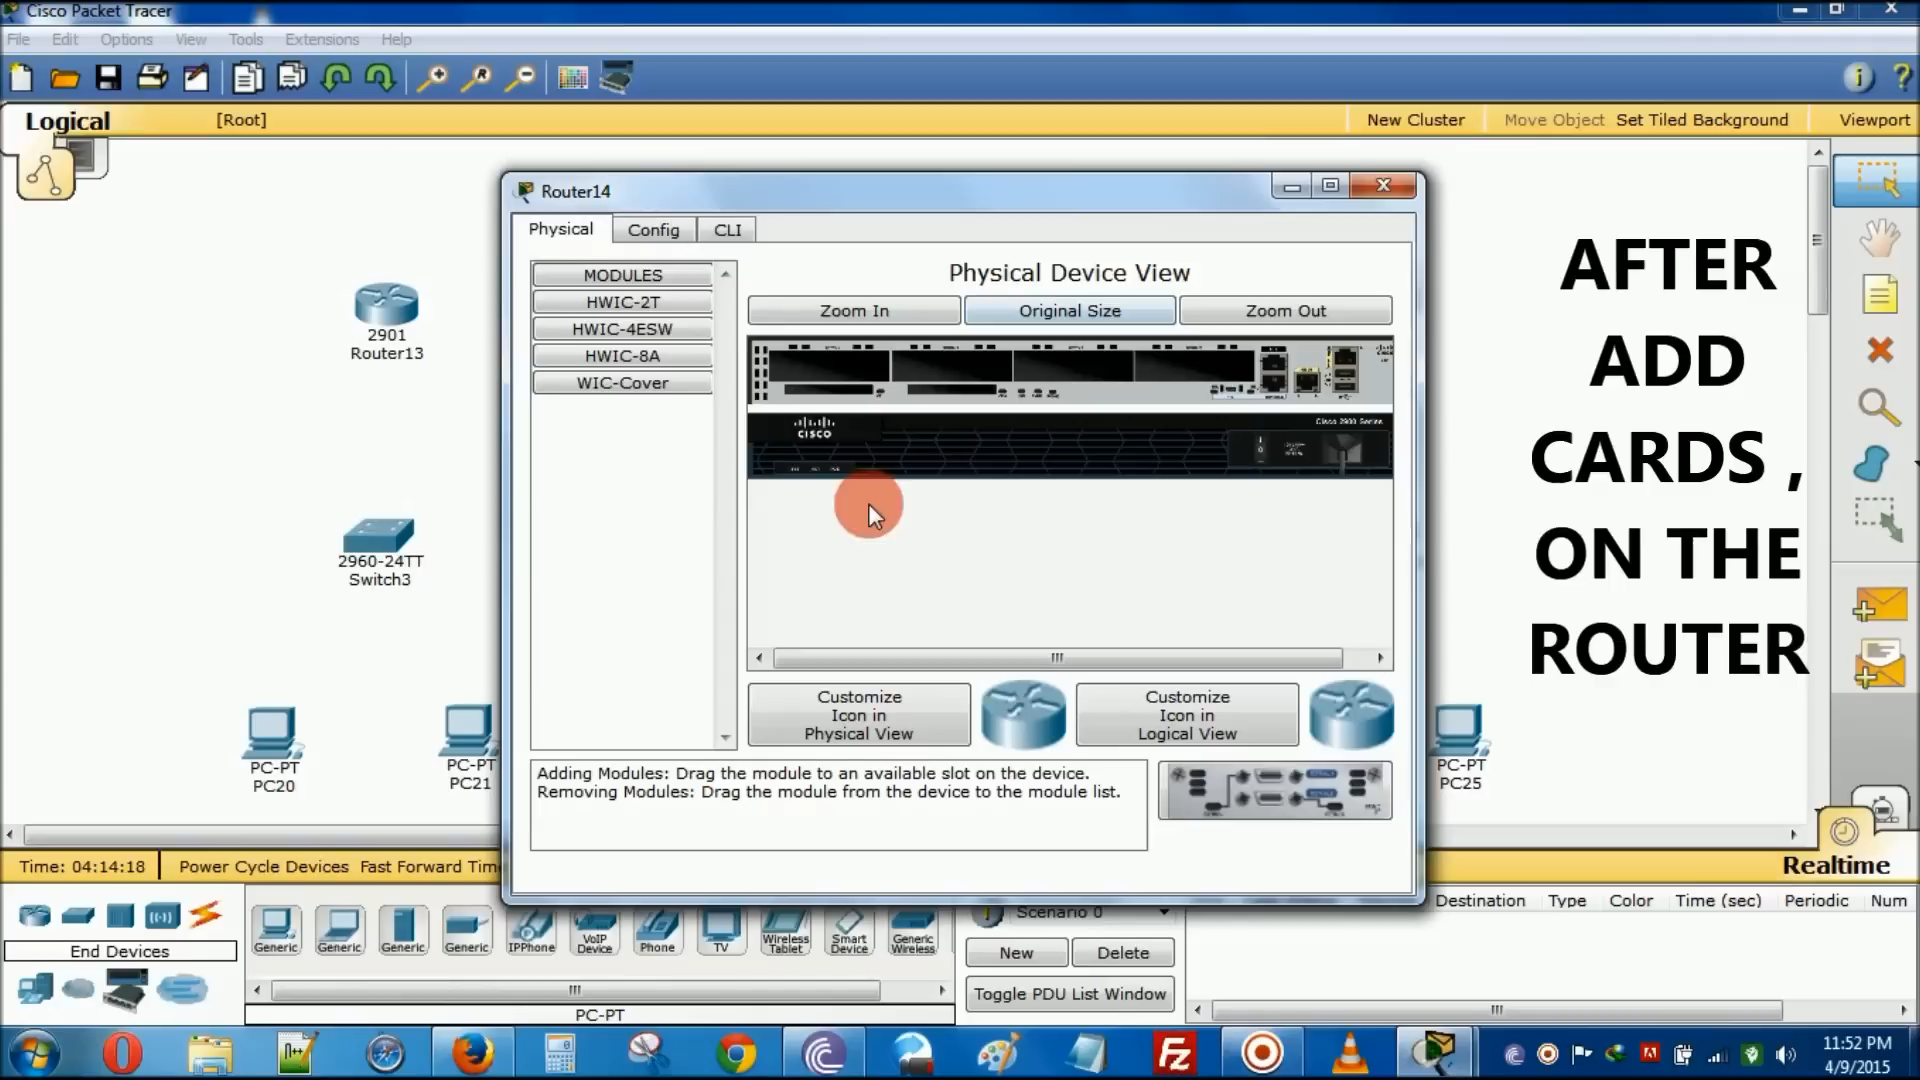 Cisco Packet Tracer
File Edit Options View Tools Extensions Help
Logical
[Root]
New Cluster
Move Object
Set Tiled Background
Viewport
2901
Router13
2960-24TT
Switch3
PC-PT
PC20
PC-PT
PC21
Router14
Physical
Config
CLI
MODULES
HWIC-2T
HWIC-4ESW
HWIC-8A
WIC-Cover
Physical Device View
Zoom In
Original Size
Zoom Out
CISCO
Cisco 2900 Series
Customize
Icon in
Physical View
Customize
Icon in
Logical View
Adding Modules: Drag the module to an available slot on the device.
Removing Modules: Drag the module from the device to the module list.
AFTER
ADD
CARDS ,
ON THE
ROUTER
PC-PT
PC25
Time: 04:14:18
Power Cycle Devices Fast Forward Time
Realtime
End Devices
Generic
Generic
Generic
Generic
IPPhone
VoIP
Device
Phone
TV
Wireless
Tablet
Smart
Device
Generic
Wireless
PC-PT
Scenario 0
New
Delete
Toggle PDU List Window
Destination Type Color Time (sec) Periodic Num
11:52 PM
4/9/2015